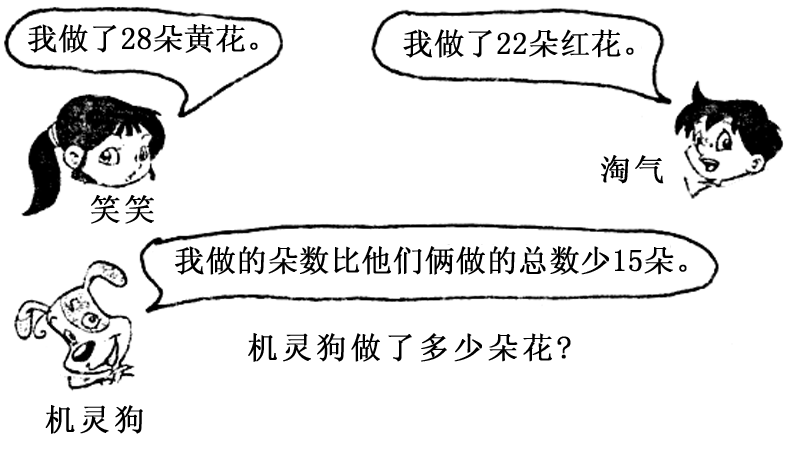 我做了28朵黄花。
我做了22朵红花。
淘气
笑笑
我做的朵数比他们俩做的总数少15朵。
机灵狗做了多少朵花?
机灵狗